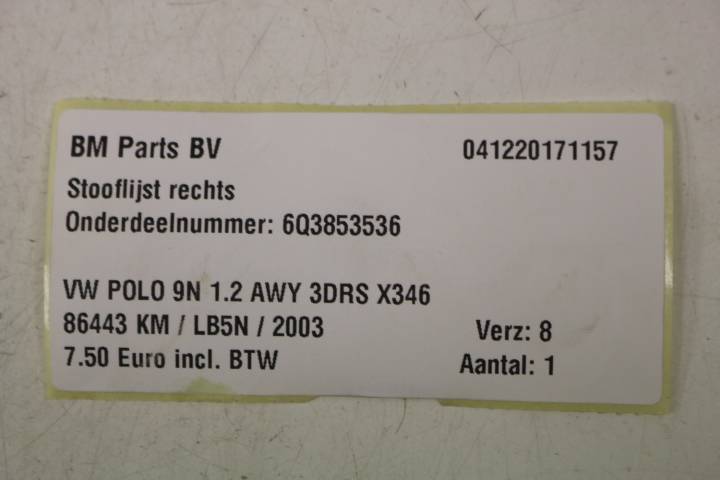 BM Parts BV 041220171157
Stooflijst rechts
Onderdeelnummer: 6Q3853536
VW POLO 9N 1.2 AWY 3DRS X346
86443 KM / LB5N / 2003 Verz: 8
7.50 Euro incl. BTW Aantal: 1